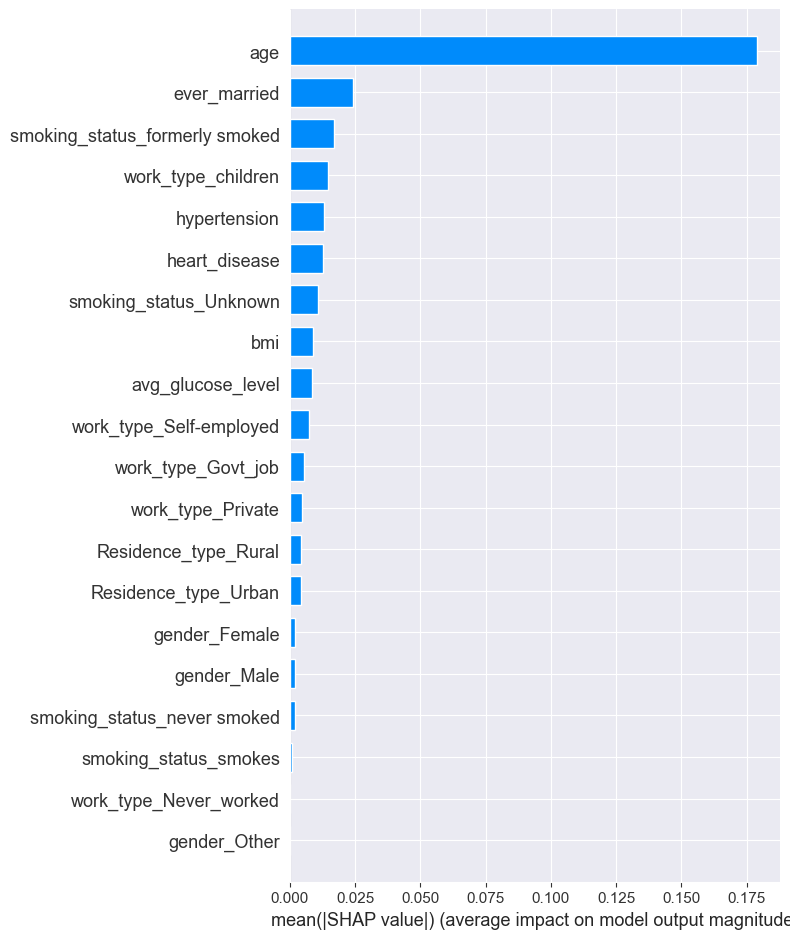 age
ever_married
smoking_status_formerly smoked
work_type_children
hypertension
heart_disease
smoking_status_Unknown
bmi
avg_glucose_level
work_type_Self-employed
work_type_Govt_job
work_type_Private
Residence_type_Rural
Residence_type_Urban
gender_Female
gender_Male
smoking_status_never smoked
smoking_status_smokes
work_type_Never_worked
gender_Other
0.000 0.025 0.050 0.075 0.100 0.125 0.150 0.175
mean(|SHAP value|) (average impact on model output magnitude